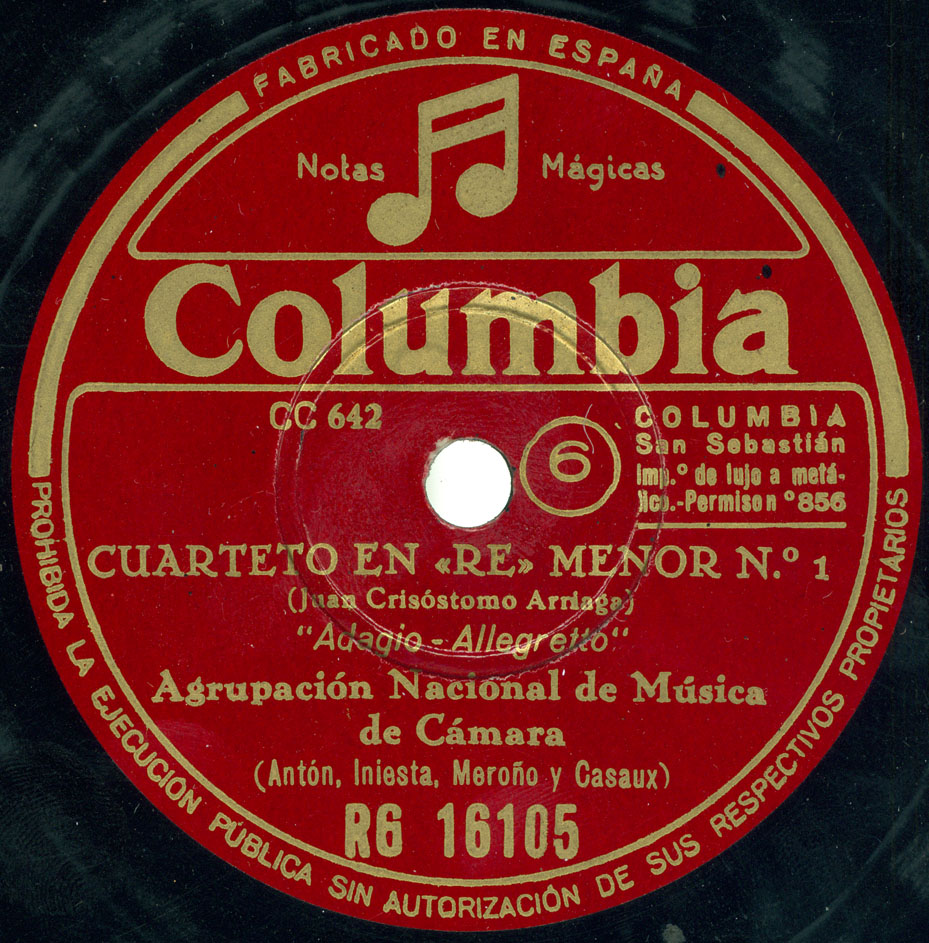 FABRICADO EN ESPAÑA
Notas Mágicas
Columbia
CC 642
6
COLUMBIA
San Sebastián
Imp.º de lujo a metá-
lico.-Permiso nº 856
CUARTETO EN «RE» MENOR N.º 1
(Juan Crisóstomo Arriaga)
"Adagio - Allegretto"
Agrupación Nacional de Música
de Cámara
(Antón, Iniesta, Meroño y Casaux)
RG 16105
PROHIBIDA LA EJECUCIÓN PÚBLICA SIN AUTORIZACIÓN DE SUS RESPECTIVOS PROPIETARIOS